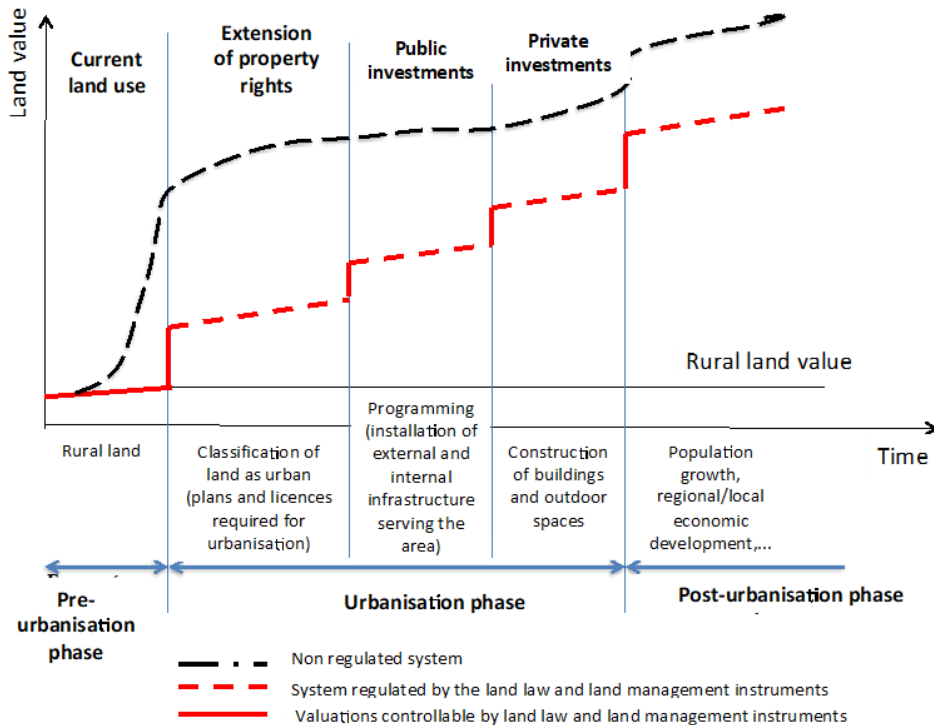 Land value
Current
land use
Extension
of property
rights
Public
investments
Private
investments
Rural land value
Time
Rural land
Classification of
land as urban
(plans and licences
required for
urbanisation)
Programming
(installation of
external and
internal
infrastructure
serving the
area)
Construction
of buildings
and outdoor
spaces
Population
growth,
regional/local
economic
development,...
Pre-
urbanisation
phase
Urbanisation phase
Post-urbanisation phase
Non regulated system
System regulated by the land law and land management instruments
Valuations controllable by land law and land management instruments